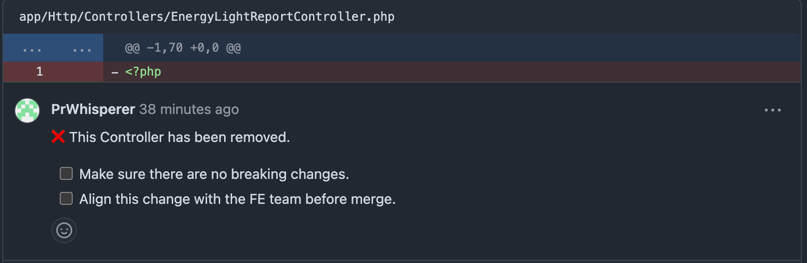 app/Http/Controllers/EnergyLightReportController.php
... ... @@ -1,70 +0,0 @@
1 - <?php
PrWhisperer 38 minutes ago ...
❌ This Controller has been removed.
Make sure there are no breaking changes.
Align this change with the FE team before merge.